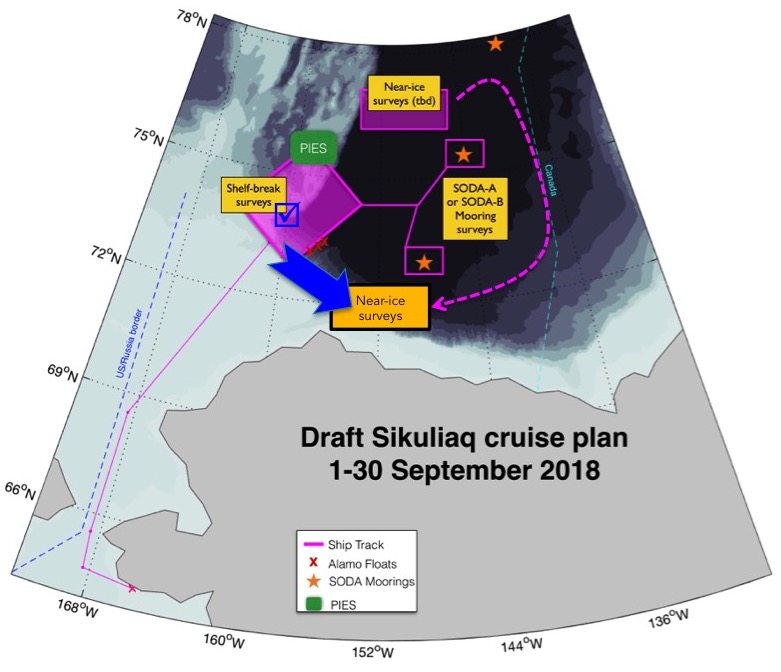 78°N
75°N
72°N
69°N
66°N
168°W
160°W
152°W
144°W
136°W
Near-ice
surveys (tbd)
PIES
Shelf-break
surveys
SODA-A
or SODA-B
Mooring
surveys
Canada
Near-ice
surveys
US/Russia border
Draft Sikuliaq cruise plan
1-30 September 2018
Ship Track
x Alamo Floats
SODA Moorings
PIES